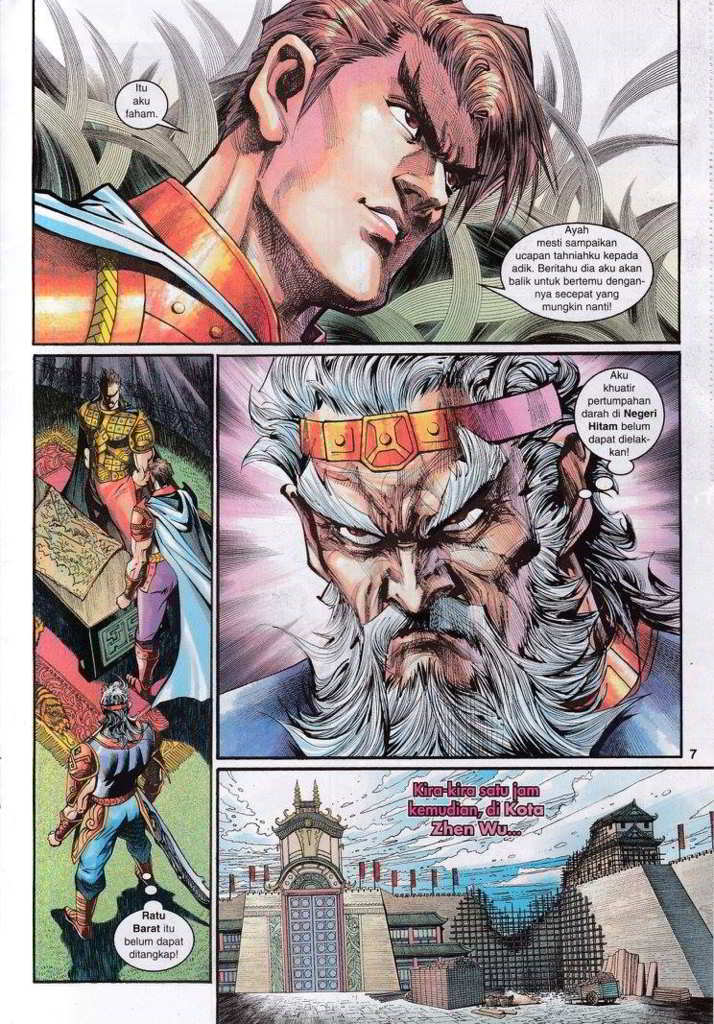 Itu
aku
faham.
Ayah
mesti sampaikan
ucapan tahniahku kepada
adik. Beritahu dia aku akan
balik untuk bertemu dengan-
nya secepat yang
mungkin nanti!
Aku
khuatir
pertumpahan
darah di Negeri
Hitam belum
dapat dielak-
kan!
Ratu
Barat itu
belum dapat
ditangkap!
7
Kira-kira satu jam
kemudian, di Kota
Zhen Wu...